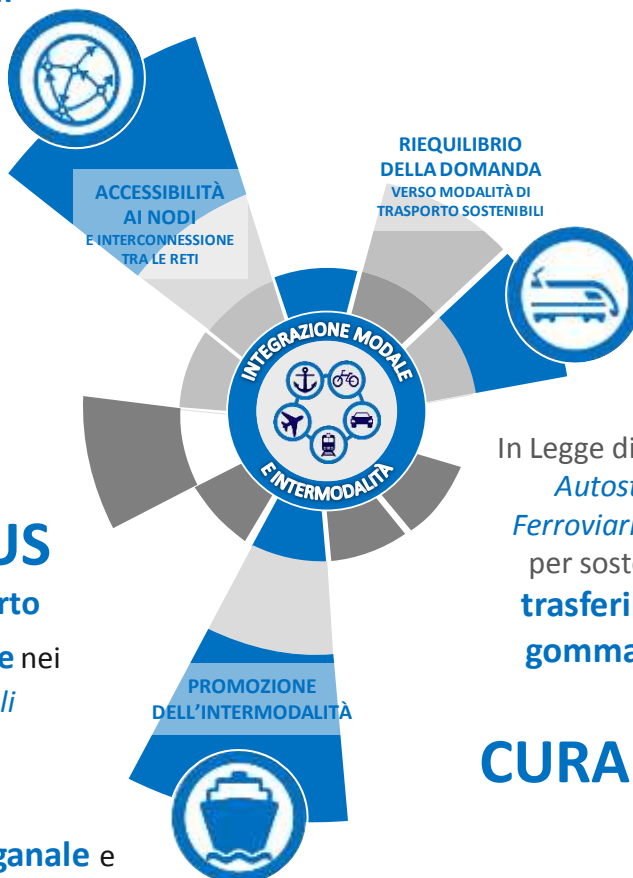 ACCESSIBILITÀ
AI NODI
E INTERCONNESSIONE
TRA LE RETI
RIEQUILIBRIO
DELLA DOMANDA
VERSO MODALITÀ DI
TRASPORTO SOSTENIBILI
INTEGRAZIONE MODALE
E INTERMODALITÀ
In Legge di
Autost
Ferroviari
per soste
trasferi
gomma
CURA
US
rto
e nei
li
PROMOZIONE
DELL'INTERMODALITÀ
ganale e